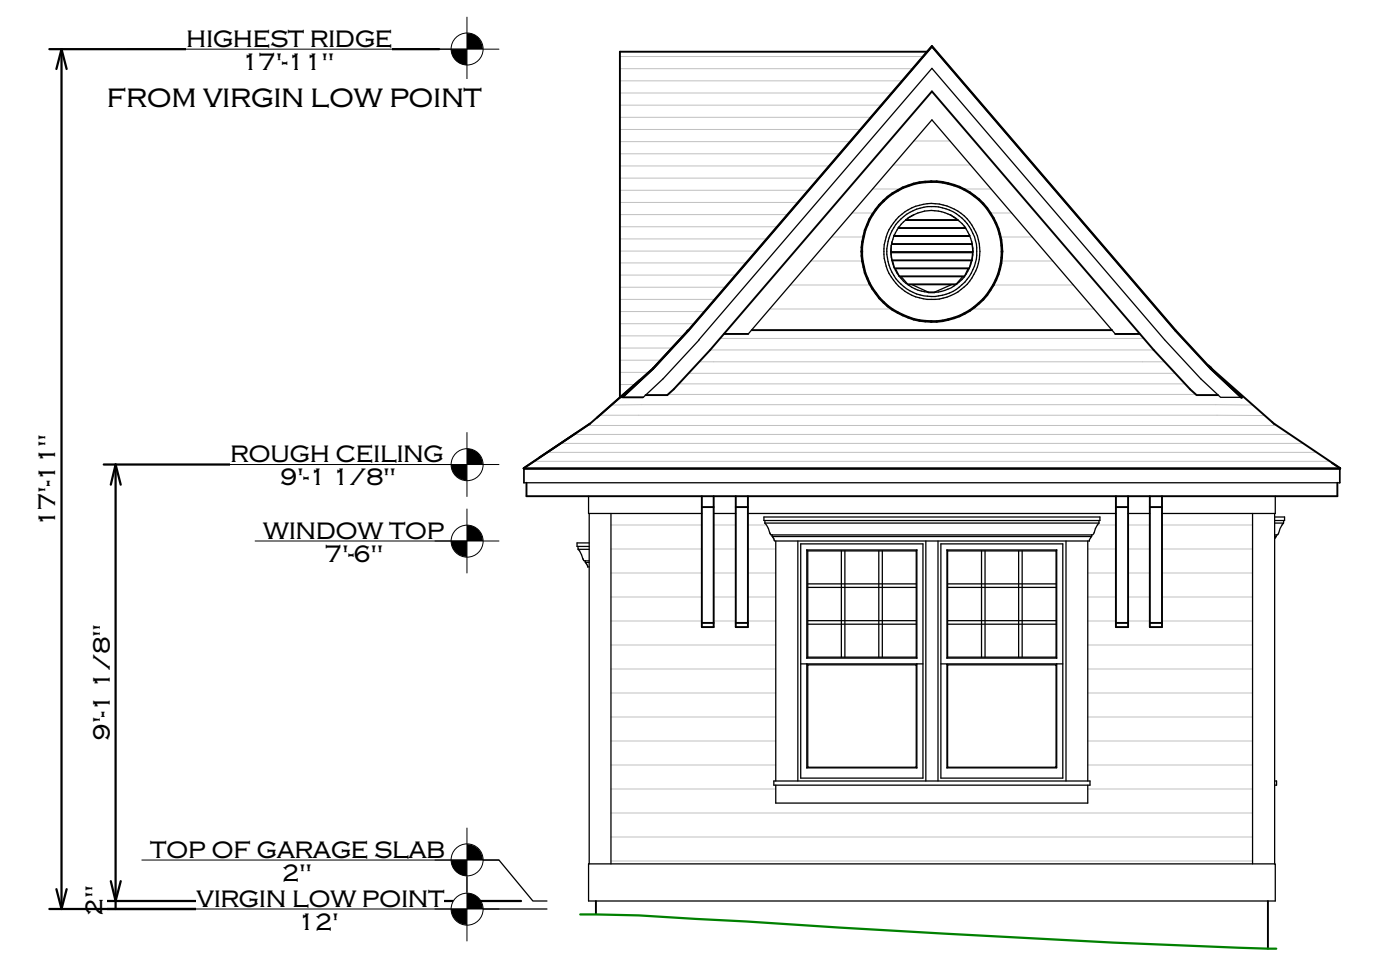 HIGHEST RIDGE
17'-11"
FROM VIRGIN LOW POINT
17'-11"
ROUGH CEILING
9'-1 1/8"
WINDOW TOP
7'-6"
9'-1 1/8"
TOP OF GARAGE SLAB
2"
2"
VIRGIN LOW POINT
12'